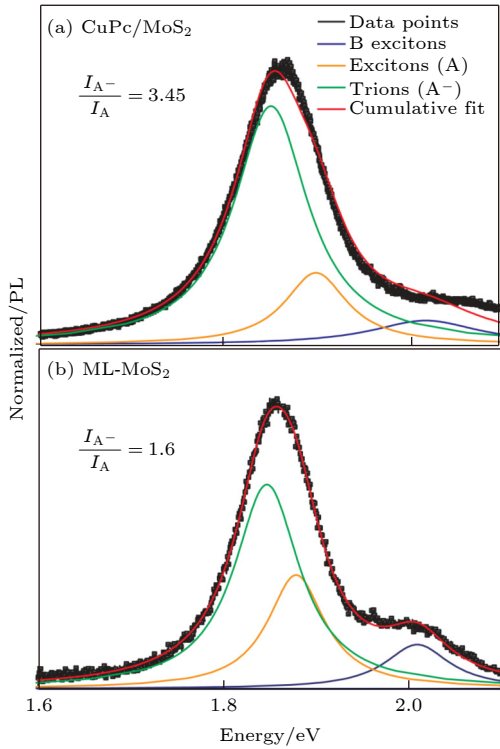 (a) CuPc/MoS₂
Data points
B excitons
Excitons (A)
Trions (A⁻)
Cumulative fit
I_A⁻/I_A = 3.45
Normalized/PL
(b) ML-MoS₂
I_A⁻/I_A = 1.6
1.6 1.8 2.0
Energy/eV